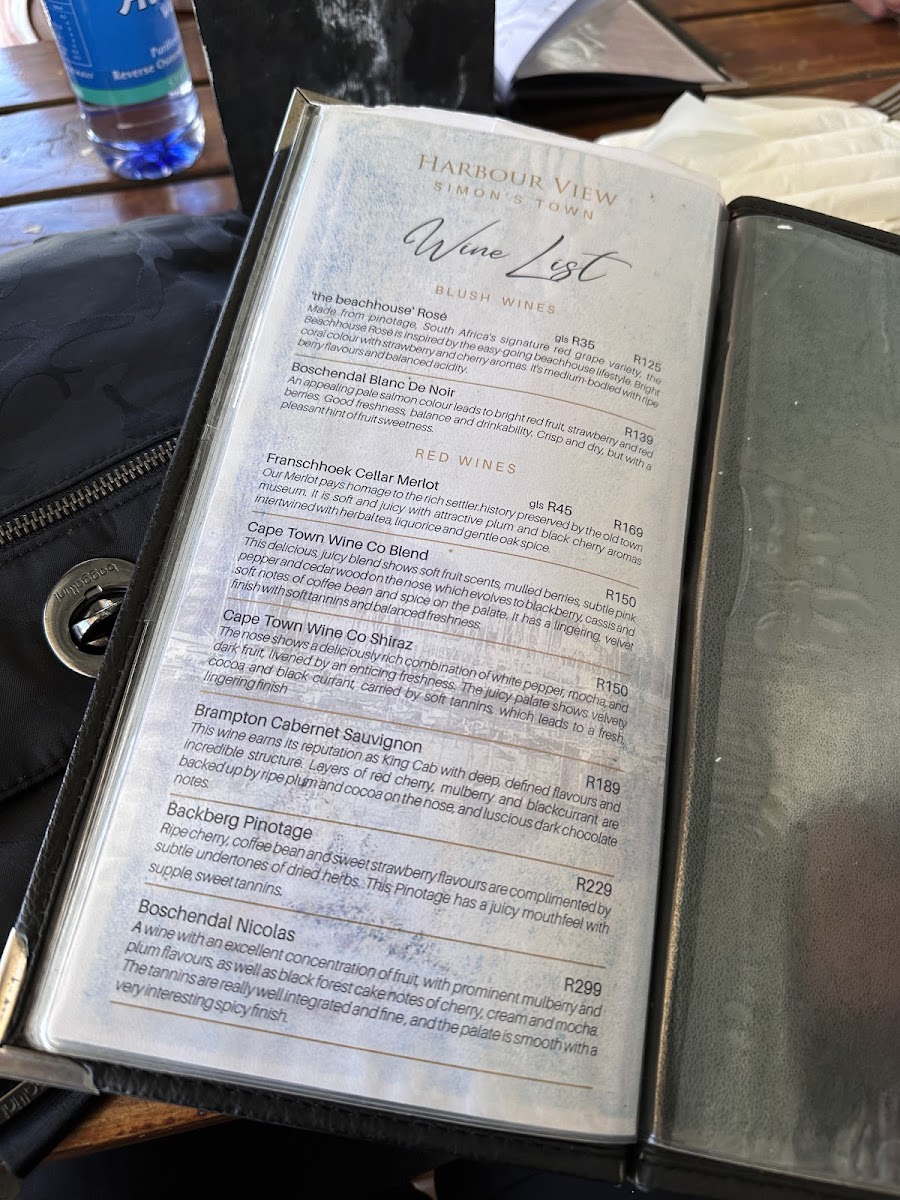 Purified
Reverse Osmosis
water
HARBOUR VIEW
SIMON'S TOWN
Wine List
BLUSH WINES
'the beachhouse' Rosé gls R35 R125
Made from pinotage, South Africa's signature red grape variety, the
Beachhouse Rosé is inspired by the easy-going beachhouse lifestyle. Bright
coral colour with strawberry and cherry aromas. It's medium-bodied with ripe
berry flavours and balanced acidity.
Boschendal Blanc De Noir R139
An appealing pale salmon colour leads to bright red fruit, strawberry and red
berries. Good freshness, balance and drinkability. Crisp and dry, but with a
pleasant hint of fruit sweetness.
RED WINES
Franschhoek Cellar Merlot gls R45 R169
Our Merlot pays homage to the rich settler history preserved by the old town
museum. It is soft and juicy with attractive plum and black cherry aromas
intertwined with herbal tea, liquorice and gentle oak spice.
Cape Town Wine Co Blend R150
This delicious, juicy blend shows soft fruit scents, mulled berries, subtle pink
pepper and cedar wood on the nose, which evolves to blackberry, cassis and
soft notes of coffee bean and spice on the palate. It has a lingering, velvet
finish with soft tannins and balanced freshness.
Cape Town Wine Co Shiraz R150
The nose shows a deliciously rich combination of white pepper, mocha, and
dark fruit, livened by an enticing freshness. The juicy palate shows velvety
cocoa and black currant, carried by soft tannins, which leads to a fresh,
lingering finish
Brampton Cabernet Sauvignon R189
This wine earns its reputation as King Cab with deep, defined flavours and
incredible structure. Layers of red cherry, mulberry and blackcurrant are
backed up by ripe plum and cocoa on the nose, and luscious dark chocolate
notes.
Backberg Pinotage R229
Ripe cherry, coffee bean and sweet strawberry flavours are complimented by
subtle undertones of dried herbs. This Pinotage has a juicy mouthfeel with
supple, sweet tannins.
Boschendal Nicolas R299
A wine with an excellent concentration of fruit, with prominent mulberry and
plum flavours, as well as black forest cake notes of cherry, cream and mocha.
The tannins are really well integrated and fine, and the palate is smooth with a
very interesting spicy finish.
baggallini